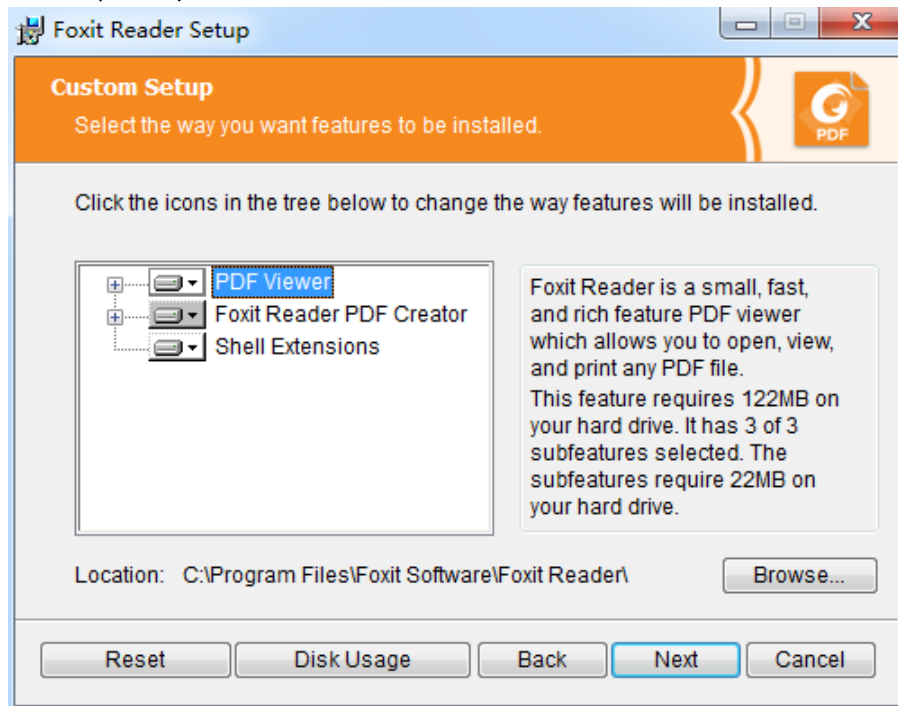 Foxit Reader Setup
Custom Setup
Select the way you want features to be installed.
PDF
Click the icons in the tree below to change the way features will be installed.
PDF Viewer
Foxit Reader PDF Creator
Shell Extensions
Foxit Reader is a small, fast,
and rich feature PDF viewer
which allows you to open, view,
and print any PDF file.
This feature requires 122MB on
your hard drive. It has 3 of 3
subfeatures selected. The
subfeatures require 22MB on
your hard drive.
Location: C:\Program Files\Foxit Software\Foxit Reader\ Browse...
Reset Disk Usage Back Next Cancel